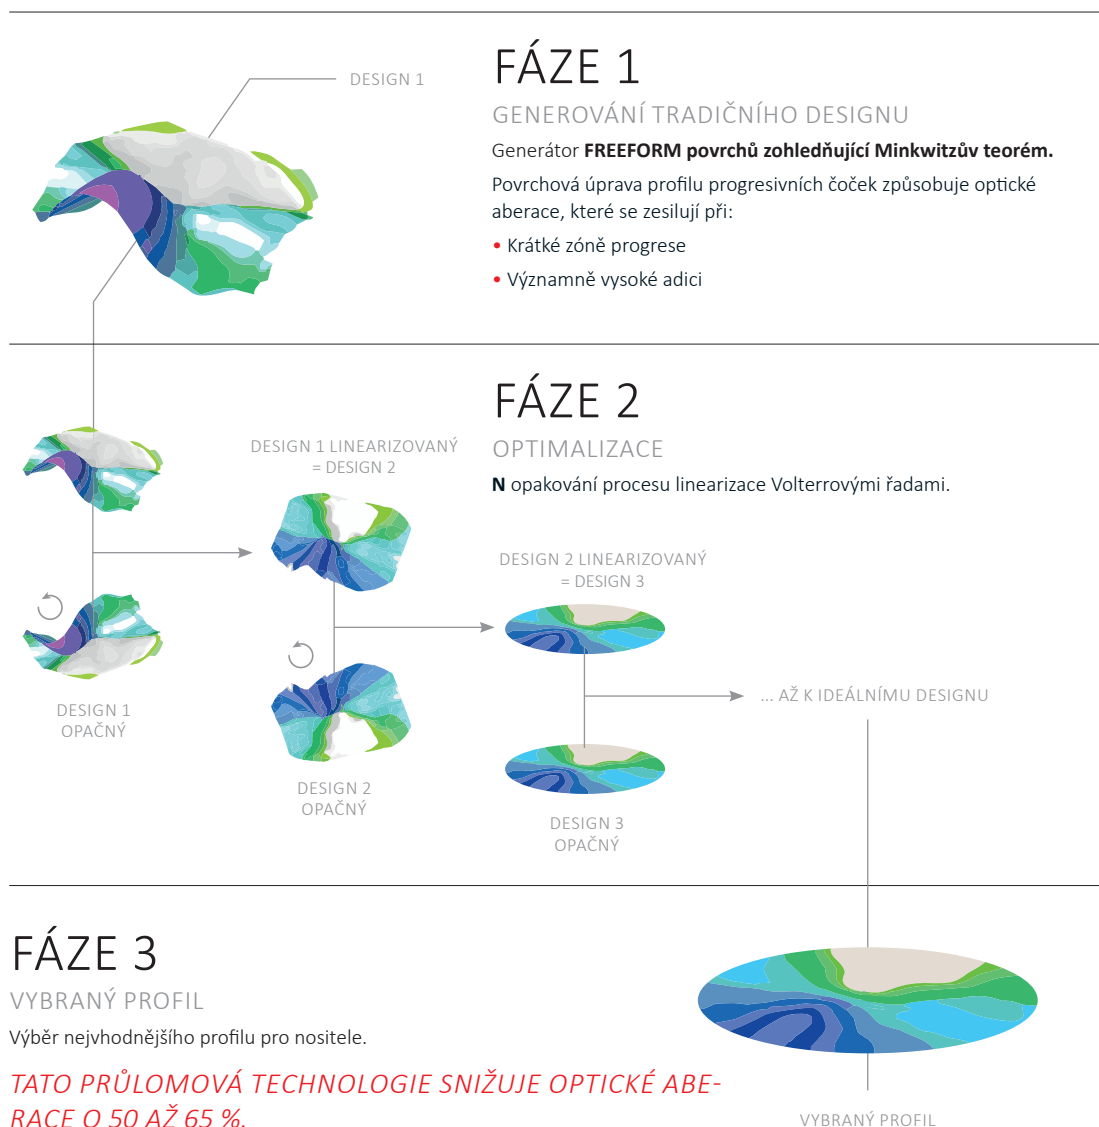 DESIGN 1
FÁZE 1
GENEROVÁNÍ TRADIČNÍHO DESIGNU
Generátor FREEFORM povrchů zohledňující Minkwitzův teorém.
Povrchová úprava profilu progresivních čoček způsobuje optické
aberace, které se zesilují při:
• Krátké zóně progrese
• Významně vysoké adici
FÁZE 2
OPTIMALIZACE
N opakování procesu linearizace Volterrovými řadami.
DESIGN 1 LINEARIZOVANÝ
= DESIGN 2
DESIGN 2 LINEARIZOVANÝ
= DESIGN 3
... AŽ K IDEÁLNÍMU DESIGNU
DESIGN 1
OPAČNÝ
DESIGN 2
OPAČNÝ
DESIGN 3
OPAČNÝ
FÁZE 3
VYBRANÝ PROFIL
Výběr nejvhodnějšího profilu pro nositele.
TATO PRŮLOMOVÁ TECHNOLOGIE SNIŽUJE OPTICKÉ ABE-
RACE O 50 AŽ 65 %.
VYBRANÝ PROFIL